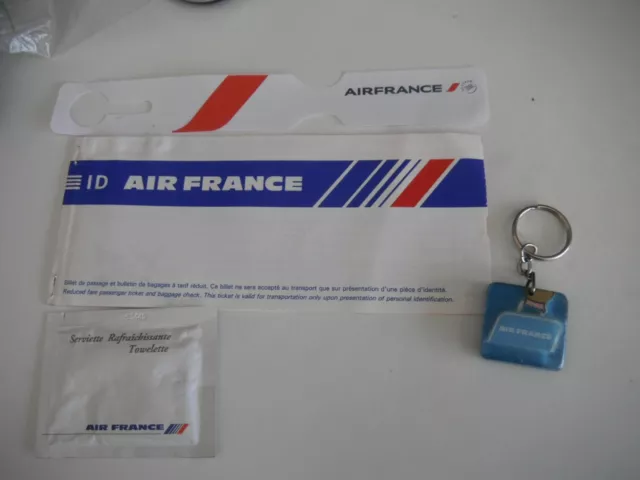 AIRFRANCE
ID AIR FRANCE
Billet de passage et bulletin de bagages à tarif réduit. Ce billet ne sera accepté au transport que sur présentation d'une pièce d'identité.
Reduced fare passenger ticket and baggage check. This ticket is valid for transportation only upon presentation of personal identification.
AIR FRANCE
Serviette Rafraîchissante
Towelette
AIR FRANCE